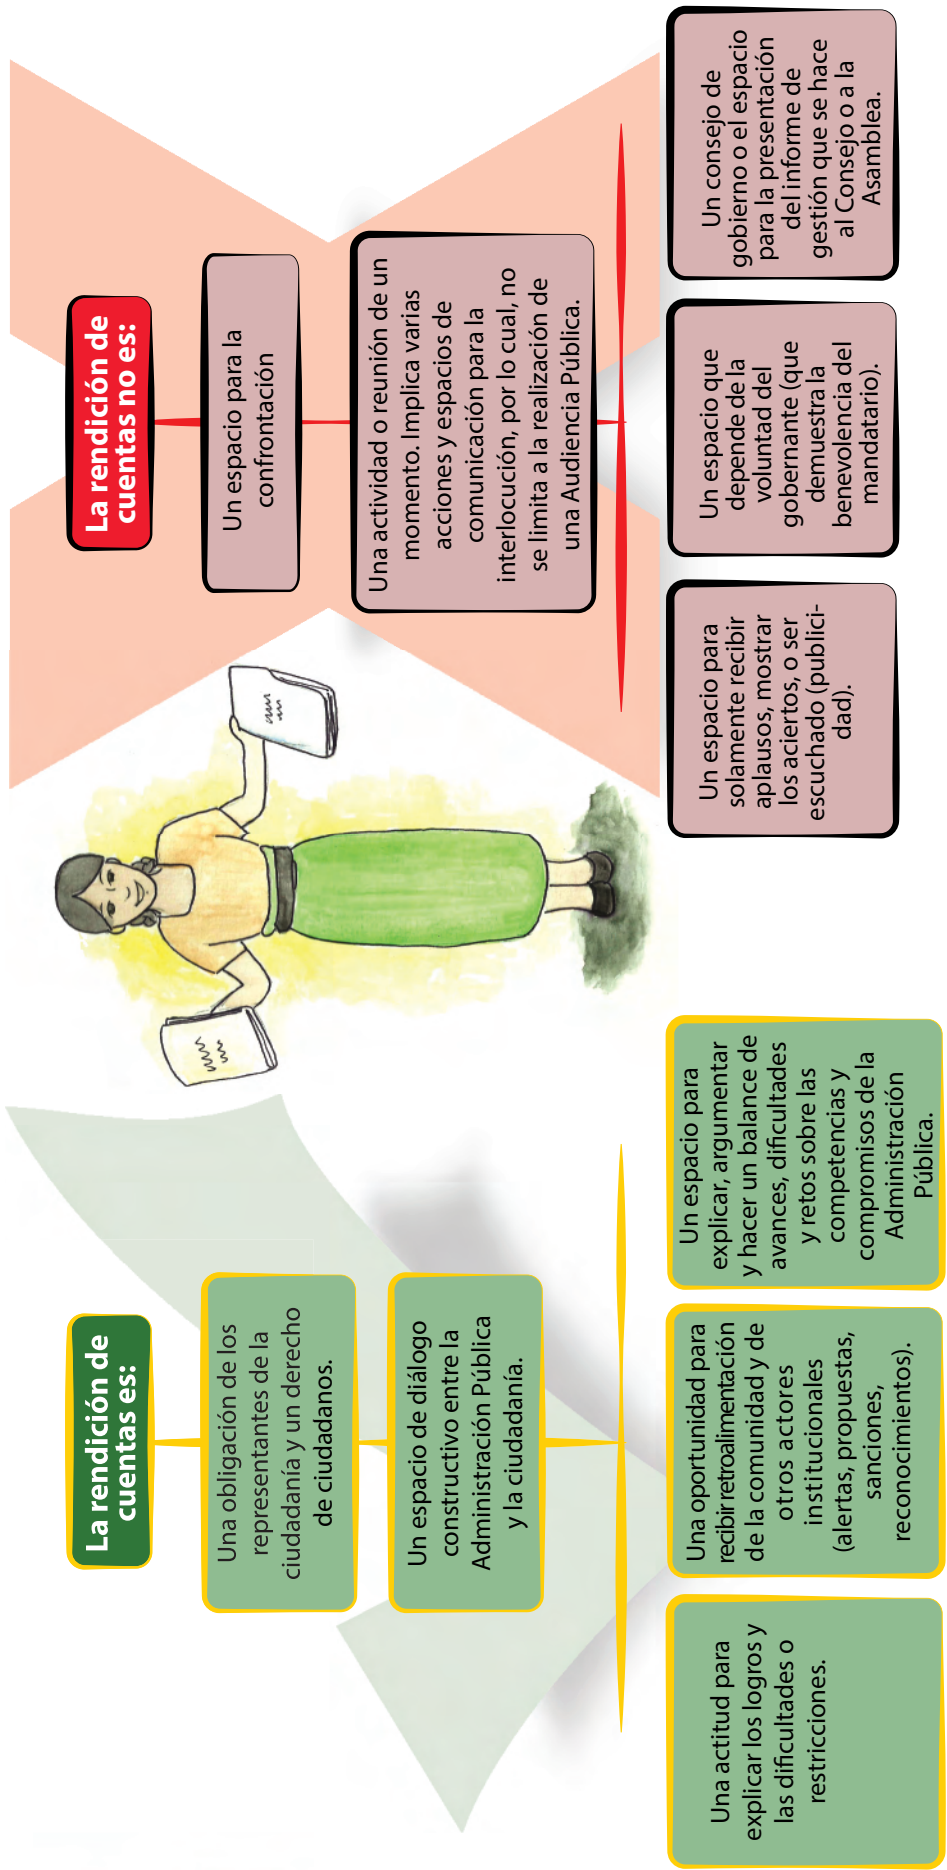 La rendición de
cuentas es:
Una obligación de los
representantes de la
ciudadanía y un derecho
de ciudadanos.
Un espacio de diálogo
constructivo entre la
Administración Pública
y la ciudadanía.
Una actitud para
explicar los logros y
las dificultades o
restricciones.
Una oportunidad para
recibir retroalimentación
de la comunidad y de
otros actores
institucionales
(alertas, propuestas,
sanciones,
reconocimientos).
Un espacio para
explicar, argumentar
y hacer un balance de
avances, dificultades
y retos sobre las
competencias y
compromisos de la
Administración
Pública.
La rendición de
cuentas no es:
Un espacio para la
confrontación
Una actividad o reunión de un
momento. Implica varias
acciones y espacios de
comunicación para la
interlocución, por lo cual, no
se limita a la realización de
una Audiencia Pública.
Un espacio para
solamente recibir
aplausos, mostrar
los aciertos, o ser
escuchado (publici-
dad).
Un espacio que
depende de la
voluntad del
gobernante (que
demuestra la
benevolencia del
mandatario).
Un consejo de
gobierno o el espacio
para la presentación
del informe de
gestión que se hace
al Consejo o a la
Asamblea.